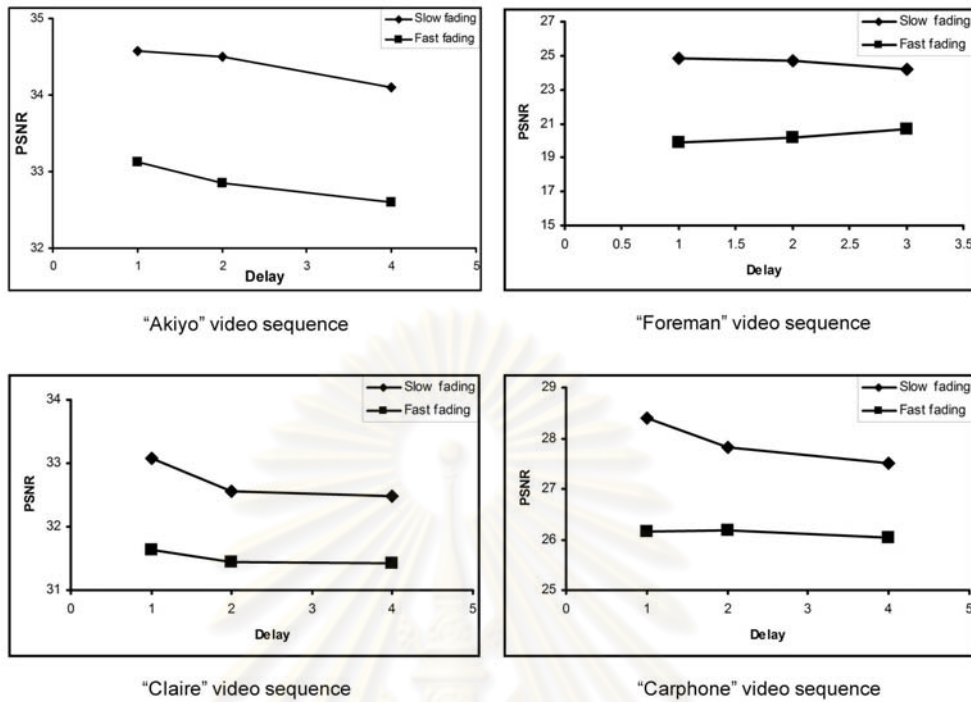 35
34
33
32
0
1
2
3
4
5
PSNR
Delay
Slow fading
Fast fading
"Akiyo" video sequence
27
25
23
21
19
17
15
0
0.5
1
1.5
2
2.5
3
3.5
PSNR
Delay
Slow fading
Fast fading
"Foreman" video sequence
34
33
32
31
0
1
2
3
4
5
PSNR
Delay
Slow fading
Fast fading
"Claire" video sequence
29
28
27
26
25
0
1
2
3
4
5
PSNR
Delay
Slow fading
Fast fading
"Carphone" video sequence